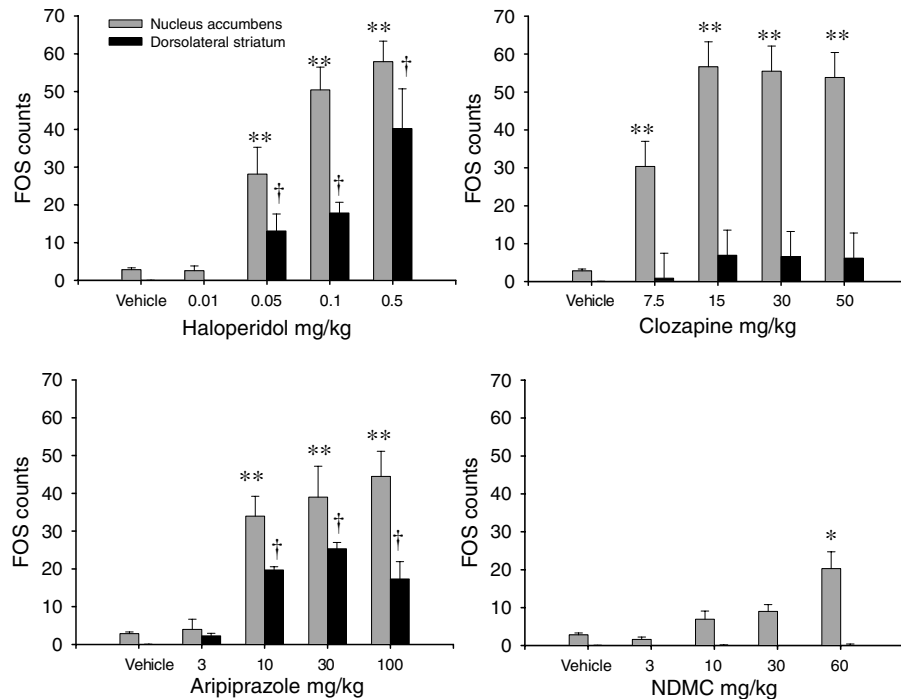 70
60
50
40
30
20
10
0
FOS counts
Nucleus accumbens
Dorsolateral striatum
** ** **
† † †
Vehicle 0.01 0.05 0.1 0.5
Haloperidol mg/kg
70
60
50
40
30
20
10
0
FOS counts
** ** ** **
Vehicle 7.5 15 30 50
Clozapine mg/kg
70
60
50
40
30
20
10
0
FOS counts
** ** **
† † †
Vehicle 3 10 30 100
Aripiprazole mg/kg
70
60
50
40
30
20
10
0
FOS counts
*
Vehicle 3 10 30 60
NDMC mg/kg